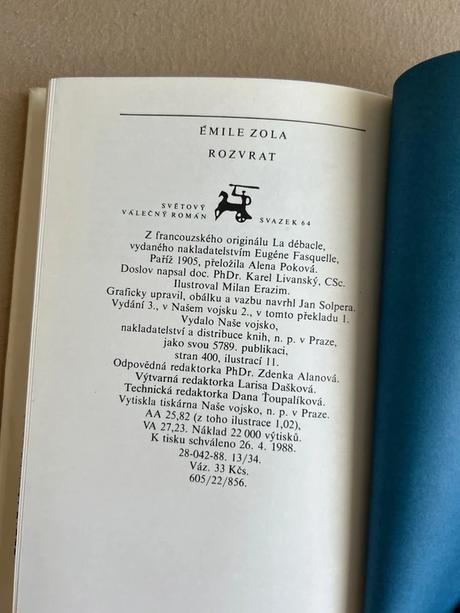 ÉMILE ZOLA
ROZVRAT
SVĚTOVÝ
VÁLEČNÝ ROMÁN
SVAZEK 64
Z francouzského originálu La débacle,
vydaného nakladatelstvím Eugéne Fasquelle,
Paříž 1905, přeložila Alena Poková.
Doslov napsal doc. PhDr. Karel Livanský, CSc.
Ilustroval Milan Erazim.
Graficky upravil, obálku a vazbu navrhl Jan Solpera.
Vydání 3., v Našem vojsku 2., v tomto překladu 1.
Vydalo Naše vojsko,
nakladatelství a distribuce knih, n. p. v Praze,
jako svou 5789. publikaci,
stran 400, ilustrací 11.
Odpovědná redaktorka PhDr. Zdenka Alanová.
Výtvarná redaktorka Larisa Dašková.
Technická redaktorka Dana Ťoupalíková.
Vytiskla tiskárna Naše vojsko, n. p. v Praze.
AA 25,82 (z toho ilustrace 1,02),
VA 27,23. Náklad 22 000 výtisků.
K tisku schváleno 26. 4. 1988.
28-042-88. 13/34.
Váz. 33 Kčs.
605/22/856.